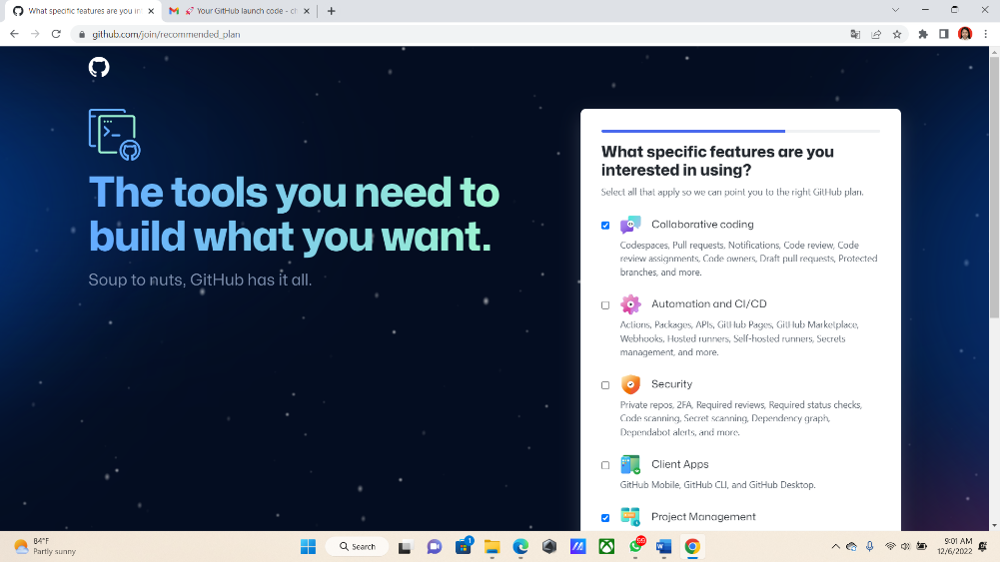 What specific features are you in
🚀 Your GitHub launch code - ch
github.com/join/recommended_plan
The tools you need to
build what you want.
Soup to nuts, GitHub has it all.
What specific features are you
interested in using?
Select all that apply so we can point you to the right GitHub plan.
Collaborative coding
Codespaces, Pull requests, Notifications, Code review, Code
review assignments, Code owners, Draft pull requests, Protected
branches, and more.
Automation and CI/CD
Actions, Packages, APIs, GitHub Pages, GitHub Marketplace,
Webhooks, Hosted runners, Self-hosted runners, Secrets
management, and more.
Security
Private repos, 2FA, Required reviews, Required status checks,
Code scanning, Secret scanning, Dependency graph,
Dependabot alerts, and more.
Client Apps
GitHub Mobile, GitHub CLI, and GitHub Desktop.
Project Management
84°F
Partly sunny
Search
1
99
9:01 AM
12/6/2022